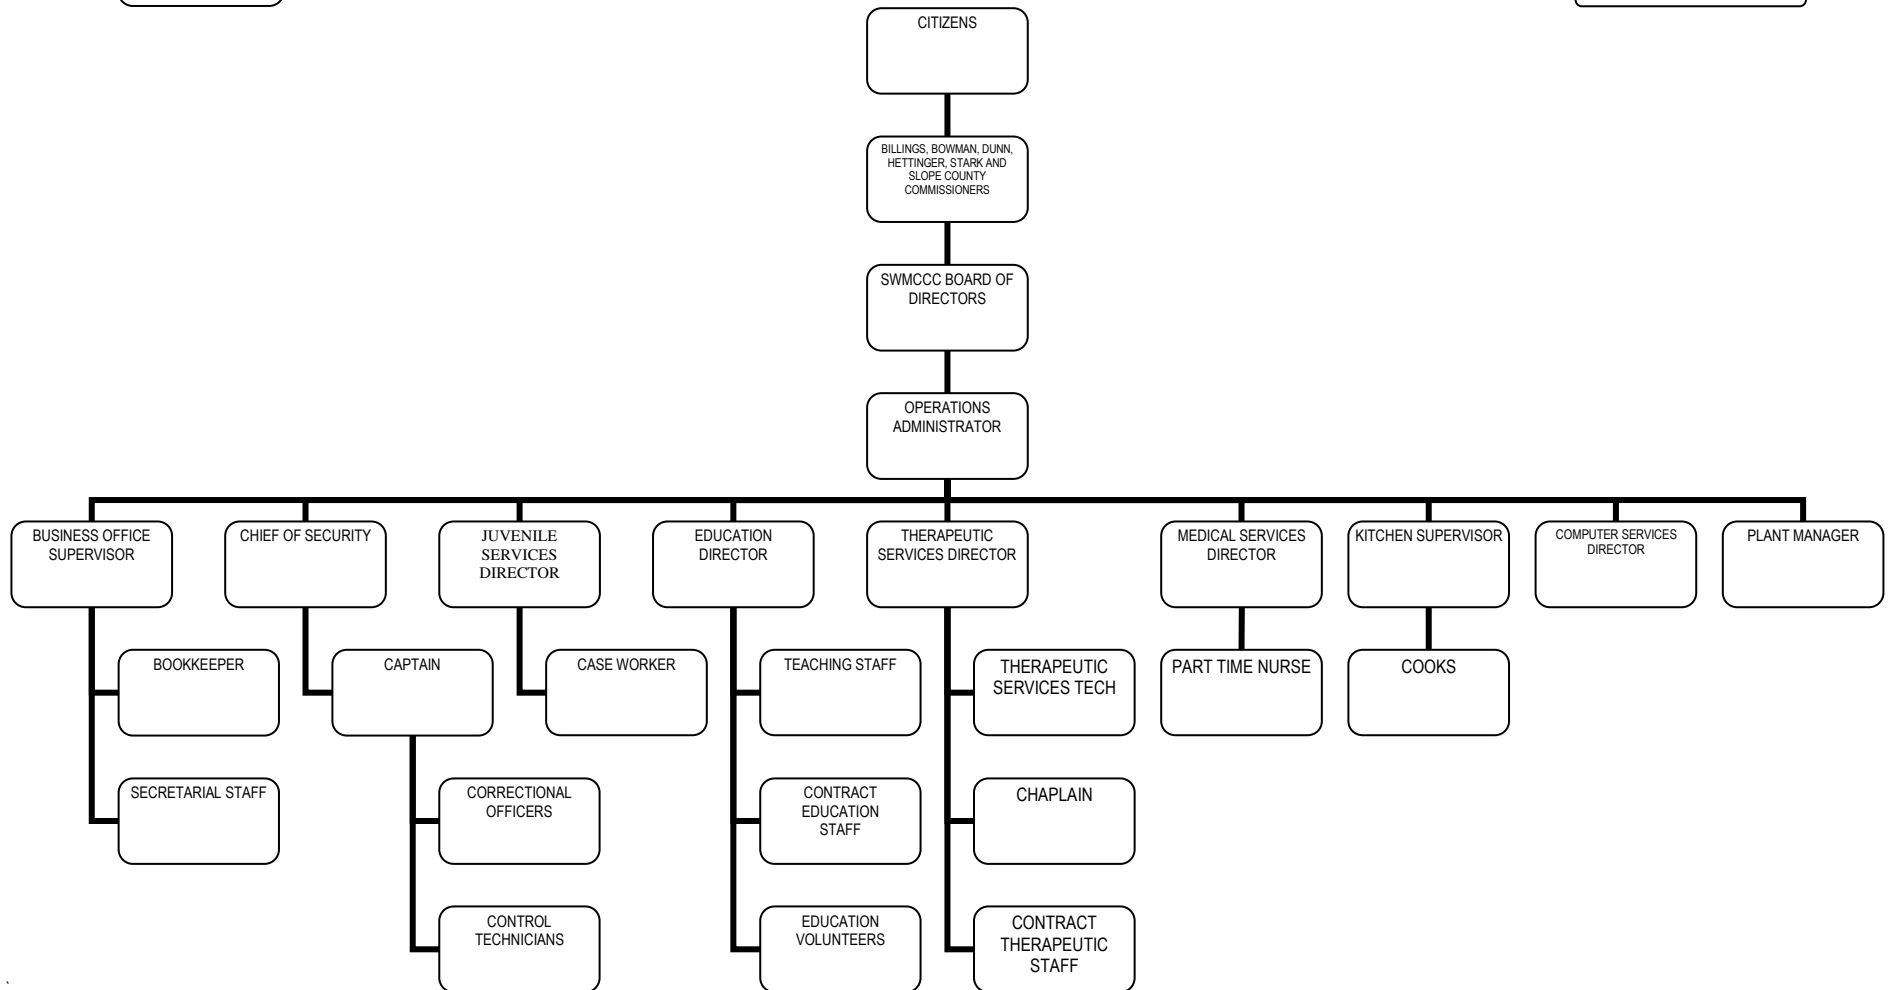 CITIZENS
BILLINGS, BOWMAN, DUNN,
HETTINGER, STARK AND
SLOPE COUNTY
COMMISSIONERS
SWMCCC BOARD OF
DIRECTORS
OPERATIONS
ADMINISTRATOR
BUSINESS OFFICE
SUPERVISOR
CHIEF OF SECURITY
JUVENILE
SERVICES
DIRECTOR
EDUCATION
DIRECTOR
THERAPEUTIC
SERVICES DIRECTOR
MEDICAL SERVICES
DIRECTOR
KITCHEN SUPERVISOR
COMPUTER SERVICES
DIRECTOR
PLANT MANAGER
BOOKKEEPER
CAPTAIN
CASE WORKER
TEACHING STAFF
THERAPEUTIC
SERVICES TECH
PART TIME NURSE
COOKS
SECRETARIAL STAFF
CORRECTIONAL
OFFICERS
CONTRACT
EDUCATION
STAFF
CHAPLAIN
CONTROL
TECHNICIANS
EDUCATION
VOLUNTEERS
CONTRACT
THERAPEUTIC
STAFF